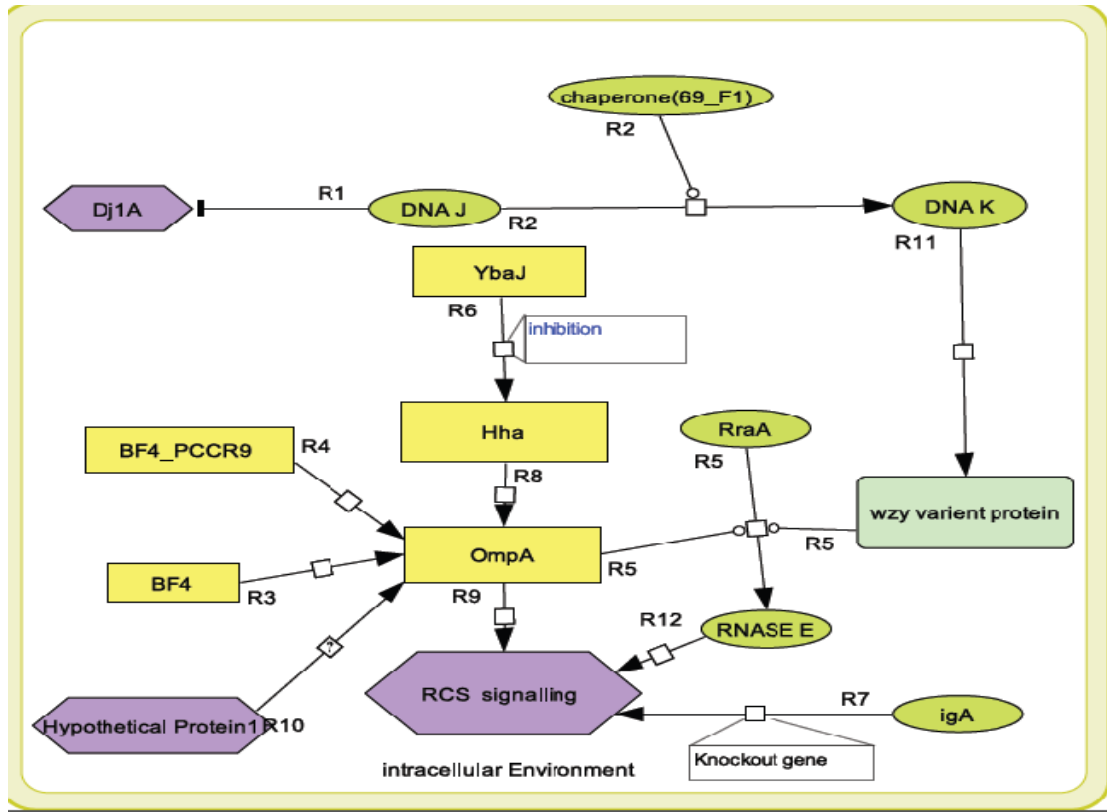 chaperone(69_F1)
R2
R1
Dj1A
DNA J
R2
DNA K
R11
YbaJ
R6
inhibition
Hha
RraA
BF4_PCCR9
R4
R8
R5
wzy varient protein
OmpA
R5
R5
BF4
R3
R9
R12
RNASE E
RCS signalling
R7
Hypothetical Protein1
R10
?
igA
Knockout gene
intracellular Environment